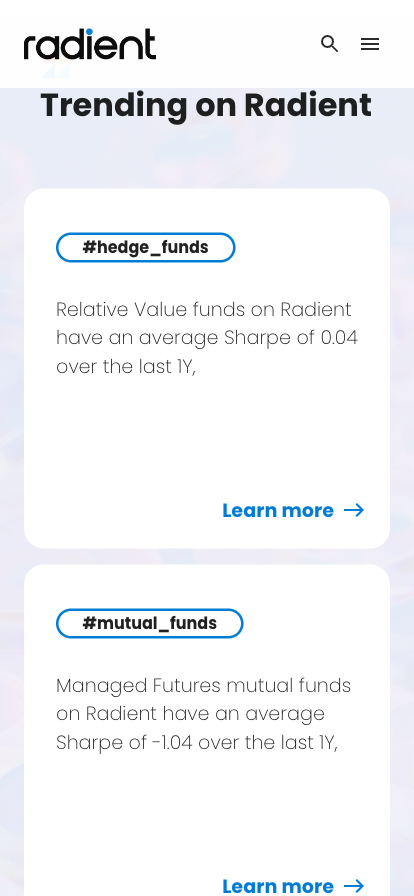 radient
Trending on Radient
#hedge_funds
Relative Value funds on Radient
have an average Sharpe of 0.04
over the last 1Y,
Learn more
#mutual_funds
Managed Futures mutual funds
on Radient have an average
Sharpe of -1.04 over the last 1Y,
Learn more